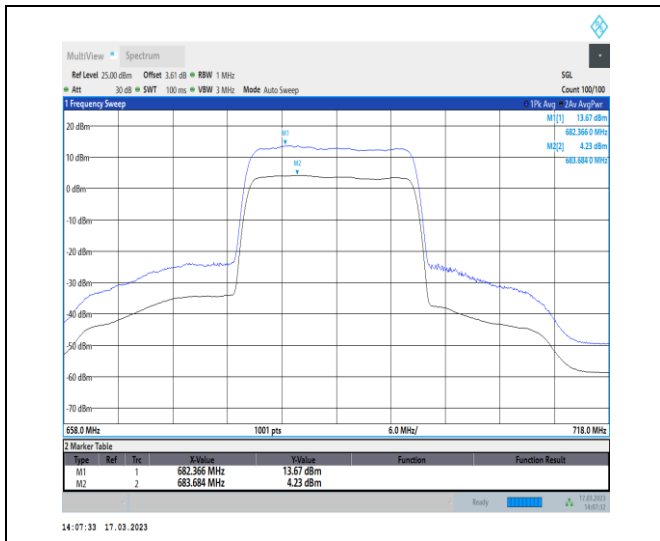 MultiView Spectrum
Ref Level 25.00 dBm Offset 3.61 dB RBW 1 MHz SGL
Att 30 dB SWT 100 ms VBW 3 MHz Mode Auto Sweep Count 100/100
1 Frequency Sweep 1Pk Avg 2Av AvgPwr
M1[1] 13.67 dBm
682.366 0 MHz
M2[2] 4.23 dBm
683.684 0 MHz
20 dBm
M1
10 dBm
M2
0 dBm
-10 dBm
-20 dBm
-30 dBm
-40 dBm
-50 dBm
-60 dBm
-70 dBm
658.0 MHz 1001 pts 6.0 MHz/ 718.0 MHz
2 Marker Table
Type Ref Trc X-Value Y-Value Function Function Result
M1 1 682.366 MHz 13.67 dBm
M2 2 683.684 MHz 4.23 dBm
Ready 17.03.2023
14:07:32
14:07:33 17.03.2023